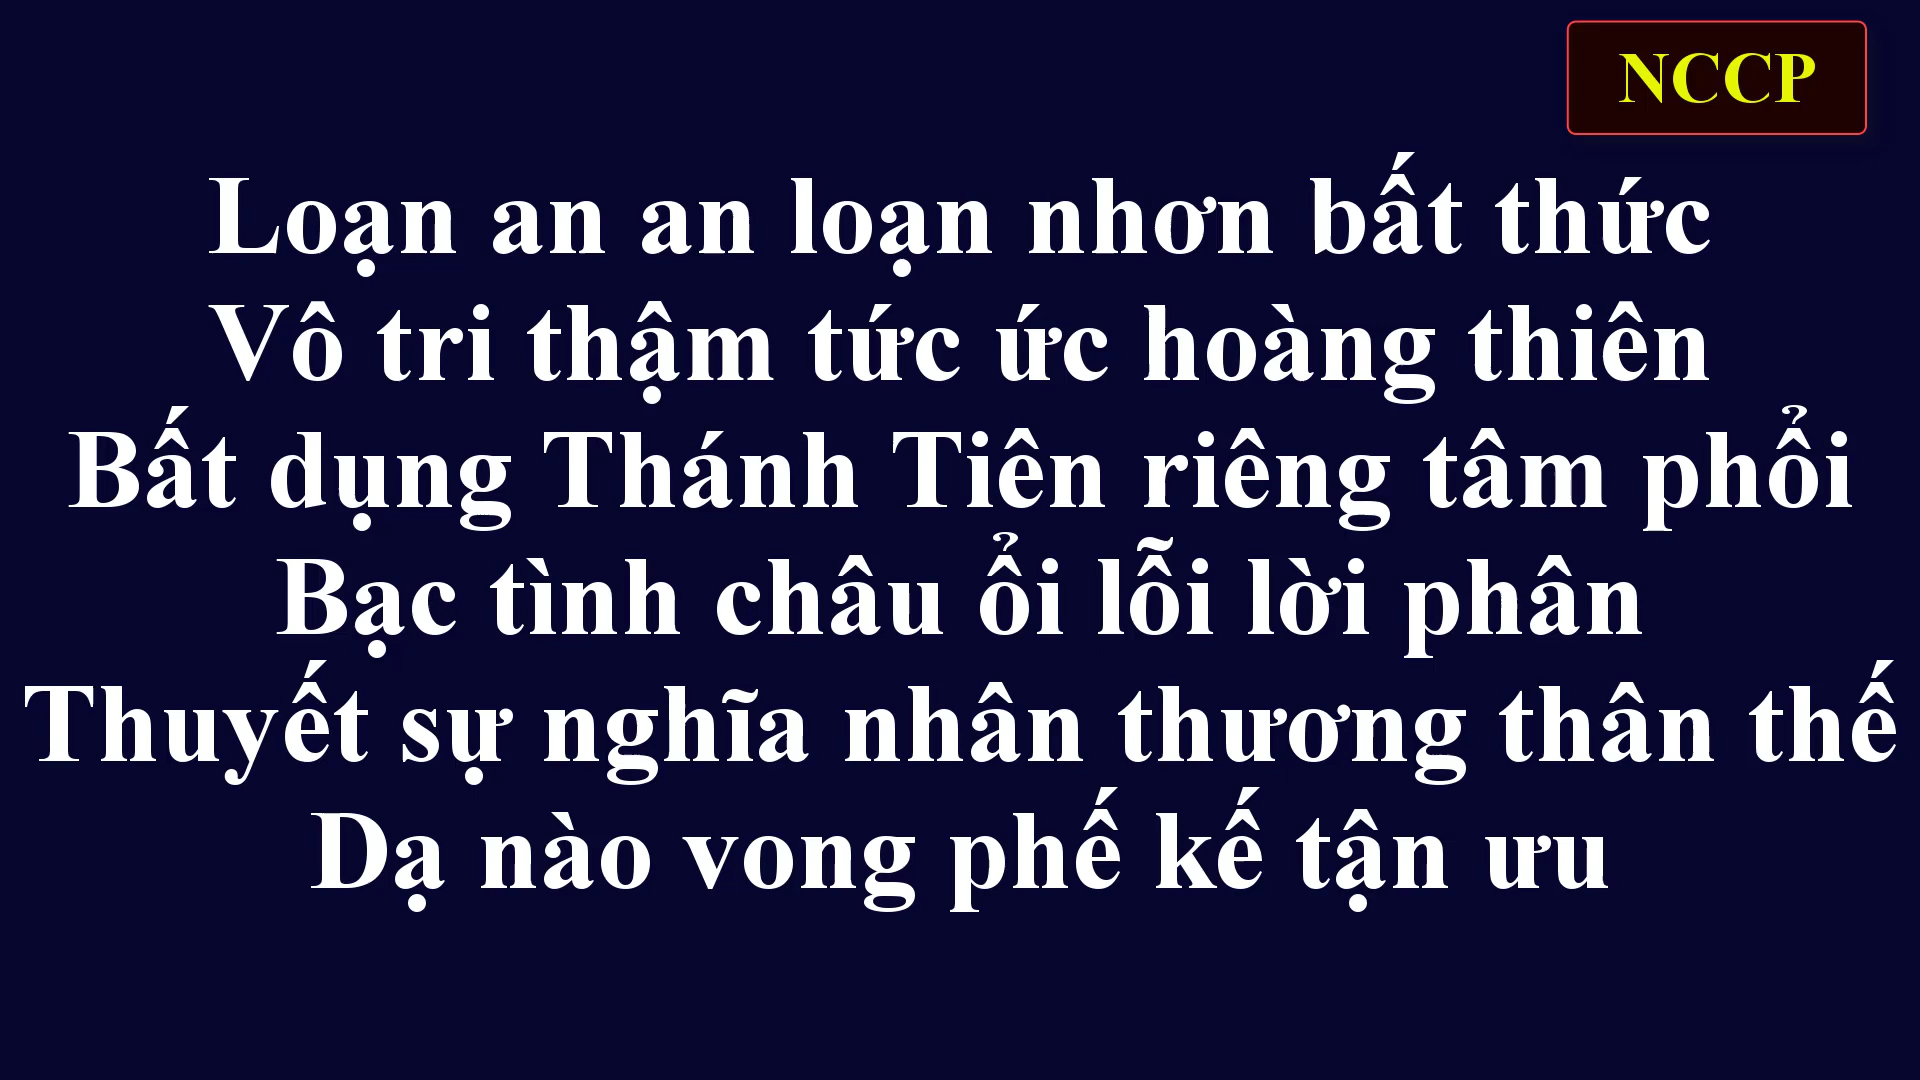 NCCP
Loạn an an loạn nhơn bất thức
Vô tri thậm tức ức hoàng thiên
Bất dụng Thánh Tiên riêng tâm phổi
Bạc tình châu ổi lỗi lời phân
Thuyết sự nghĩa nhân thương thân thế
Dạ nào vong phế kế tận ưu